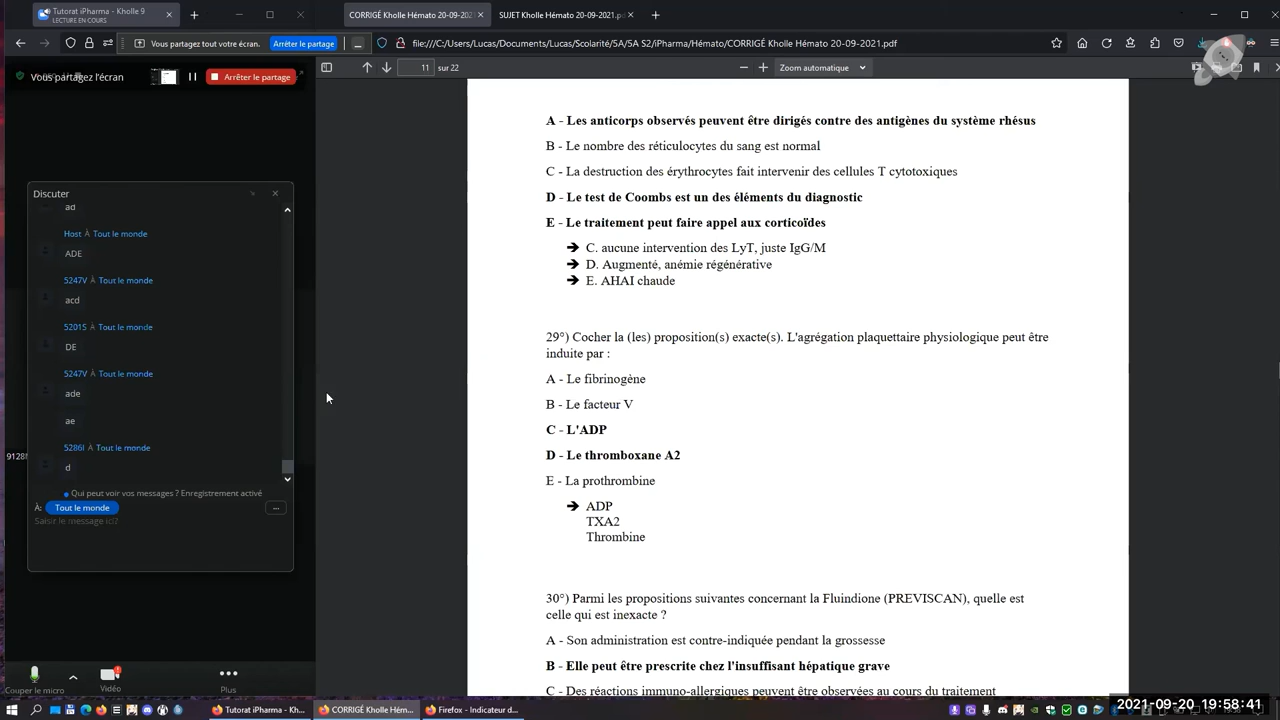 Tutorat iPharma - Kholle 9
LECTURE EN COURS
CORRIGÉ Kholle Hémato 20-09-202
SUJET Kholle Hémato 20-09-2021.pd
Vous partagez tout écran.
Arrêter le partage
...
file:///C:/Users/Lucas/Documents/Lucas/Scolarité/5A/5A S2/iPharma/Hémato/CORRIGÉ Kholle Hémato 20-09-2021.pdf
Vous partagez l'écran
Arrêter le partage
11 sur 22
Zoom automatique
Discuter
ad
Host À Tout le monde
ADE
5247V À Tout le monde
acd
5201S À Tout le monde
DE
5247V À Tout le monde
ade
ae
5286I À Tout le monde
d
Qui peut voir vos messages ? Enregistrement activé
À: Tout le monde
...
Saisir le message ici?
9128
Couper le micro
Vidéo
Plus
A - Les anticorps observés peuvent être dirigés contre des antigènes du système rhésus
B - Le nombre des réticulocytes du sang est normal
C - La destruction des érythrocytes fait intervenir des cellules T cytotoxiques
D - Le test de Coombs est un des éléments du diagnostic
E - Le traitement peut faire appel aux corticoïdes
➔ C. aucune intervention des LyT, juste IgG/M
➔ D. Augmenté, anémie régénérative
➔ E. AHAI chaude
29°) Cocher la (les) proposition(s) exacte(s). L'agrégation plaquettaire physiologique peut être
induite par :
A - Le fibrinogène
B - Le facteur V
C - L'ADP
D - Le thromboxane A2
E - La prothrombine
➔ ADP
TXA2
Thrombine
30°) Parmi les propositions suivantes concernant la Fluindione (PREVISCAN), quelle est
celle qui est inexacte ?
A - Son administration est contre-indiquée pendant la grossesse
B - Elle peut être prescrite chez l'insuffisant hépatique grave
C - Des réactions immuno-allergiques peuvent être observées au cours du traitement
Tutorat iPharma - Kh...
CORRIGÉ Kholle Hém...
Firefox - Indicateur d...
2021-09-20 19:58:41